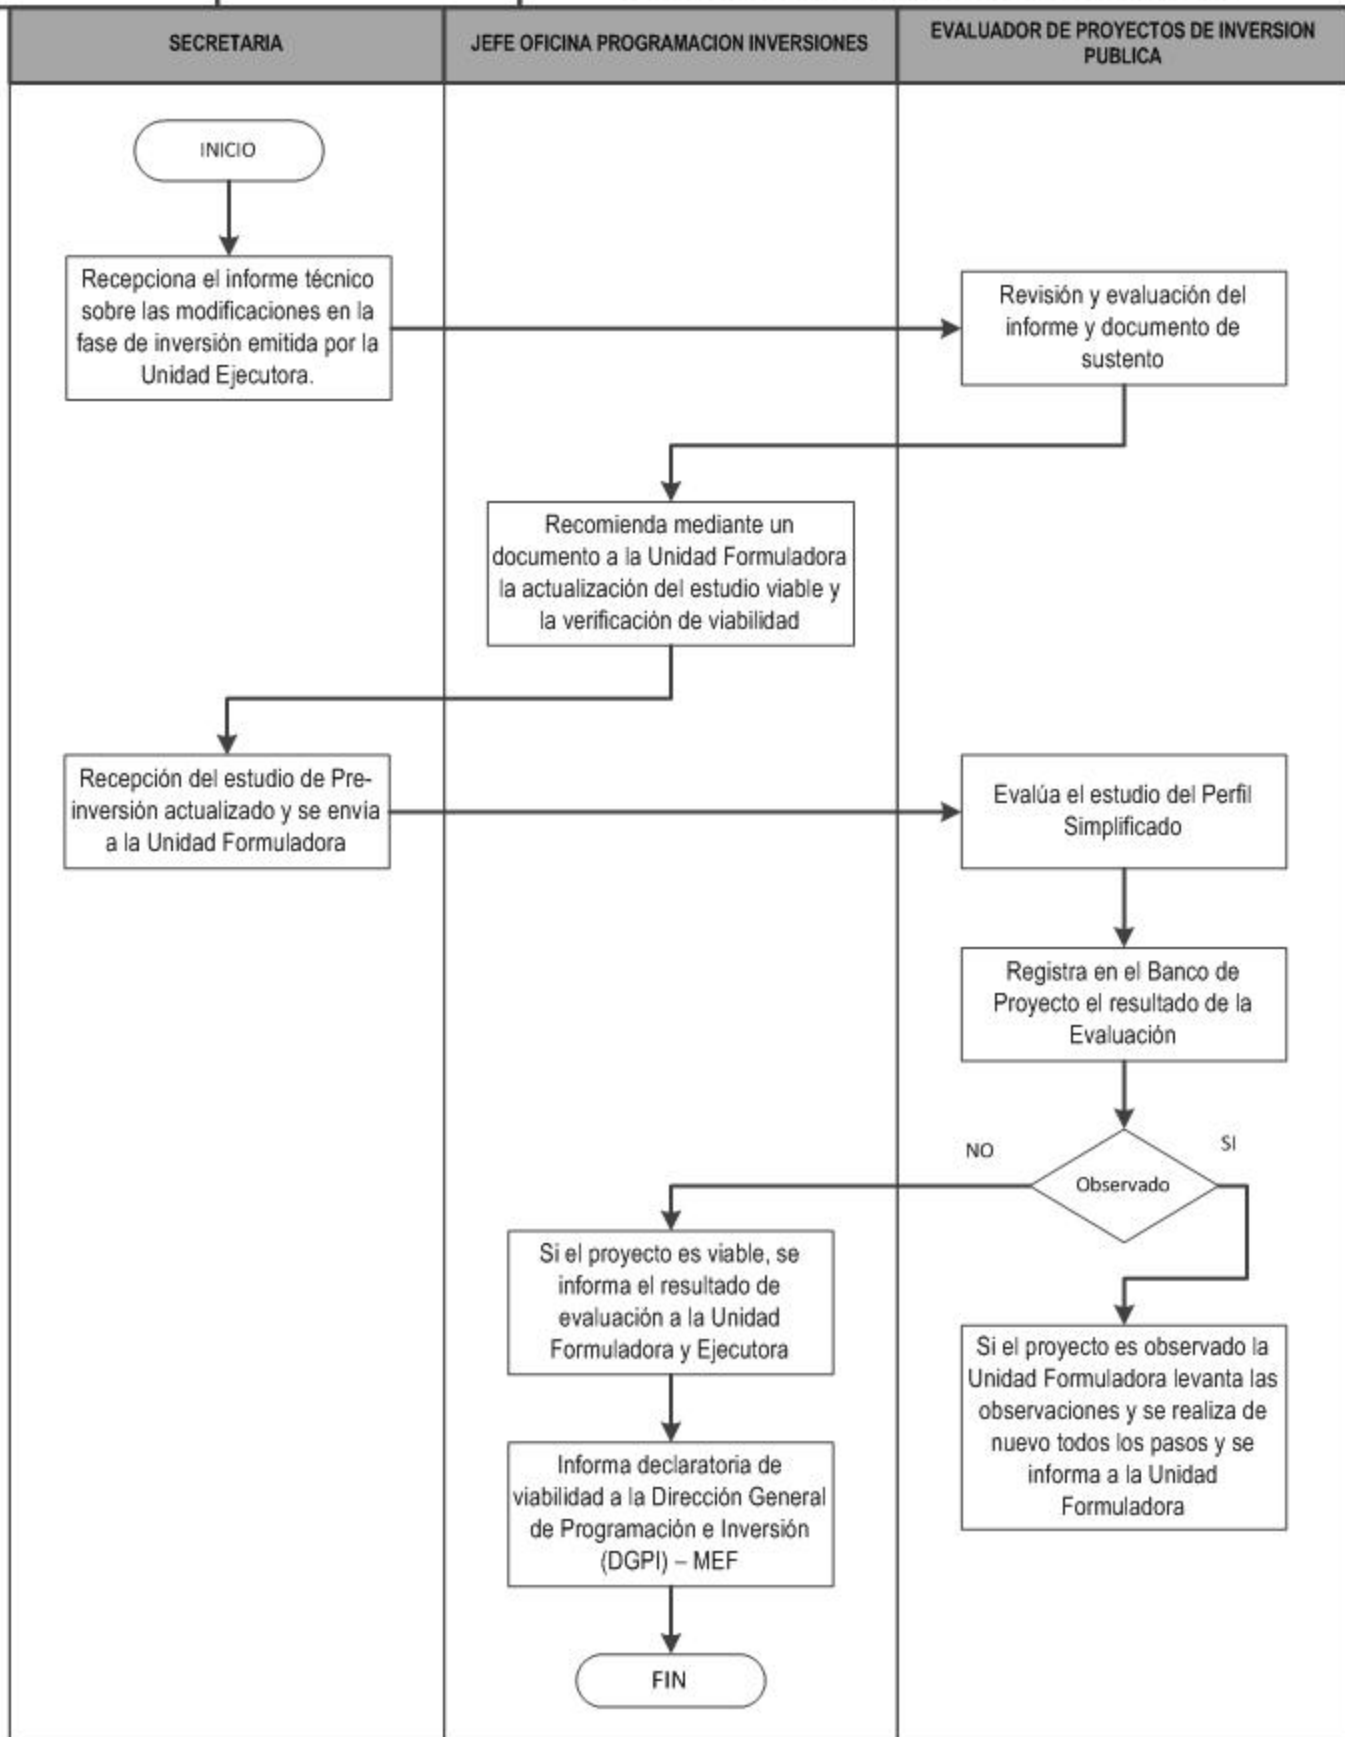 SECRETARIA
JEFE OFICINA PROGRAMACION INVERSIONES
EVALUADOR DE PROYECTOS DE INVERSION
PUBLICA
INICIO
Recepciona el informe técnico
sobre las modificaciones en la
fase de inversión emitida por la
Unidad Ejecutora.
Revisión y evaluación del
informe y documento de
sustento
Recomienda mediante un
documento a la Unidad Formuladora
la actualización del estudio viable y
la verificación de viabilidad
Recepción del estudio de Pre-
inversión actualizado y se envía
a la Unidad Formuladora
Evalúa el estudio del Perfil
Simplificado
Registra en el Banco de
Proyecto el resultado de la
Evaluación
NO
SI
Observado
Si el proyecto es viable, se
informa el resultado de
evaluación a la Unidad
Formuladora y Ejecutora
Si el proyecto es observado la
Unidad Formuladora levanta las
observaciones y se realiza de
nuevo todos los pasos y se
informa a la Unidad
Formuladora
Informa declaratoria de
viabilidad a la Dirección General
de Programación e Inversión
(DGPI) – MEF
FIN